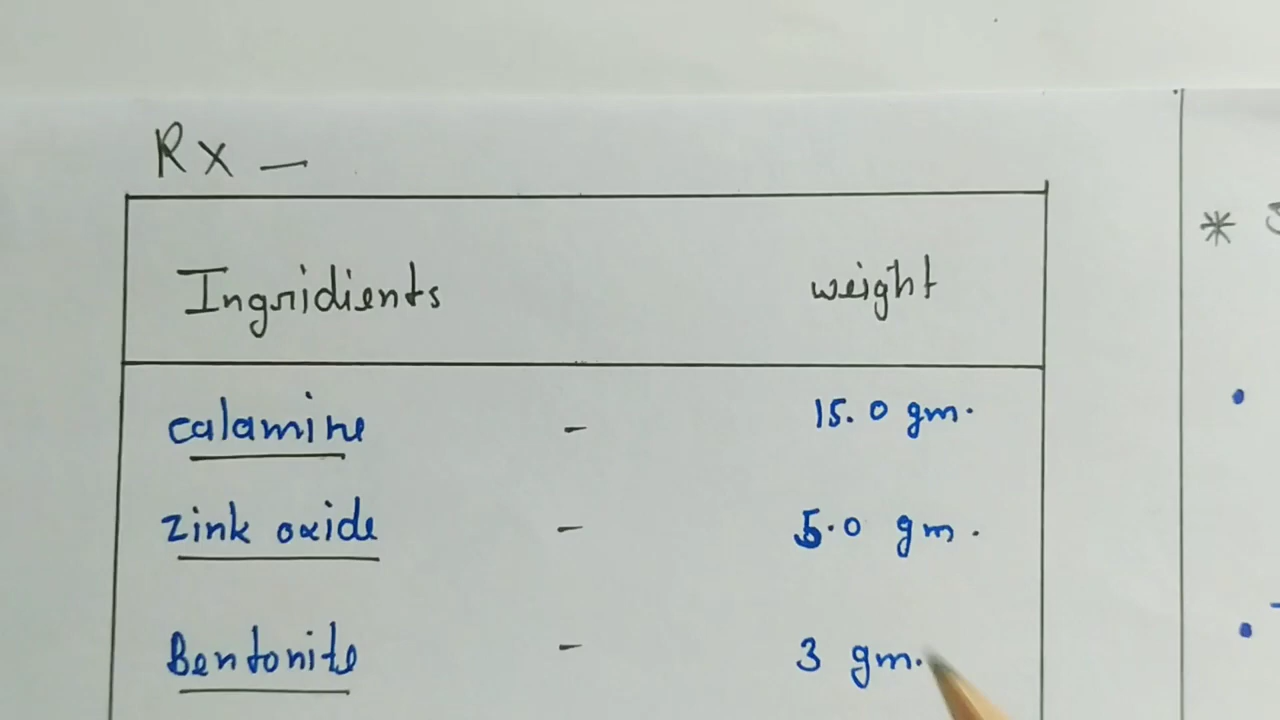 Rx —
Ingridients weight
calamine - 15.0 gm.
Zink oxide - 5.0 gm.
Bentonite - 3 gm.
*